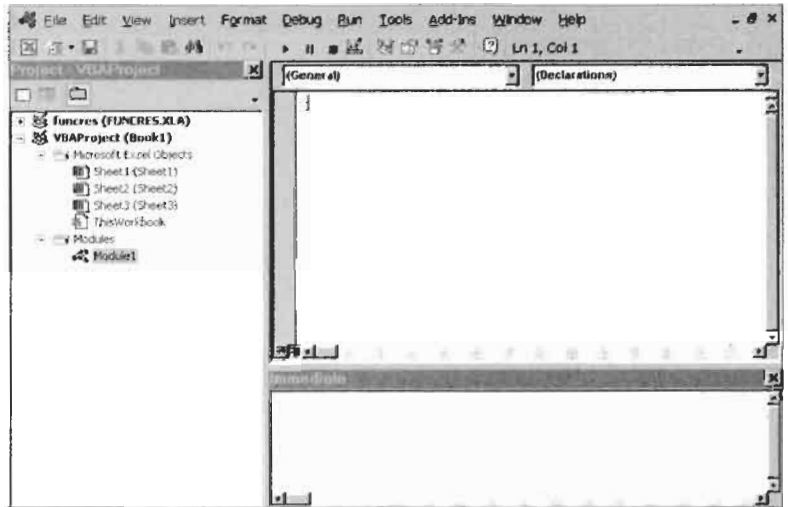 File Edit View Insert Format Debug Run Tools Add-Ins Window Help
Ln 1, Col 1
Project - VBAProject
(General) (Declarations)
funcres (FUNCRES.XLA)
VBAProject (Book1)
Microsoft Excel Objects
Sheet1 (Sheet1)
Sheet2 (Sheet2)
Sheet3 (Sheet3)
ThisWorkbook
Modules
Module1
Immediate